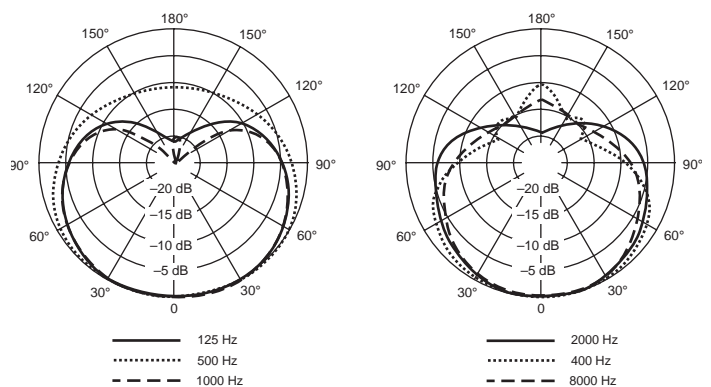 180°
150° 150°
120° 120°
90° 90°
60° 60°
30° 30°
0
–20 dB
–15 dB
–10 dB
–5 dB
125 Hz
500 Hz
1000 Hz
180°
150° 150°
120° 120°
90° 90°
60° 60°
30° 30°
0
–20 dB
–15 dB
–10 dB
–5 dB
2000 Hz
400 Hz
8000 Hz